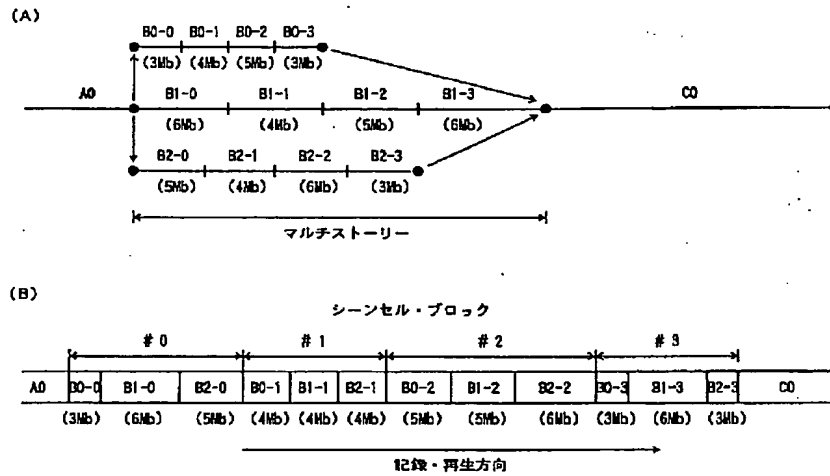 (A)
B0-0 B0-1 B0-2 B0-3
(3Mb) (4Mb) (5Mb) (3Mb)
A0 B1-0 B1-1 B1-2 B1-3 C0
(6Mb) (4Mb) (5Mb) (6Mb)
B2-0 B2-1 B2-2 B2-3
(5Mb) (4Mb) (6Mb) (3Mb)
マルチストーリー
(B)
シーンセル・ブロック
#0 #1 #2 #3
A0 B0-0 B1-0 B2-0 B0-1 B1-1 B2-1 B0-2 B1-2 B2-2 B0-3 B1-3 B2-3 C0
(3Mb) (6Mb) (5Mb) (4Mb) (4Mb) (4Mb) (5Mb) (5Mb) (6Mb) (3Mb) (6Mb) (3Mb)
記録・再生方向